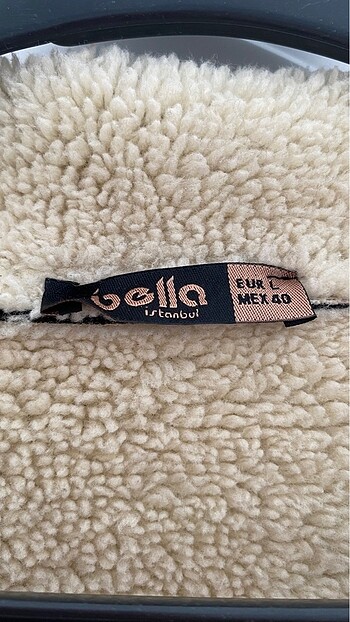 bella
istanbul
EUR L
MEX 40